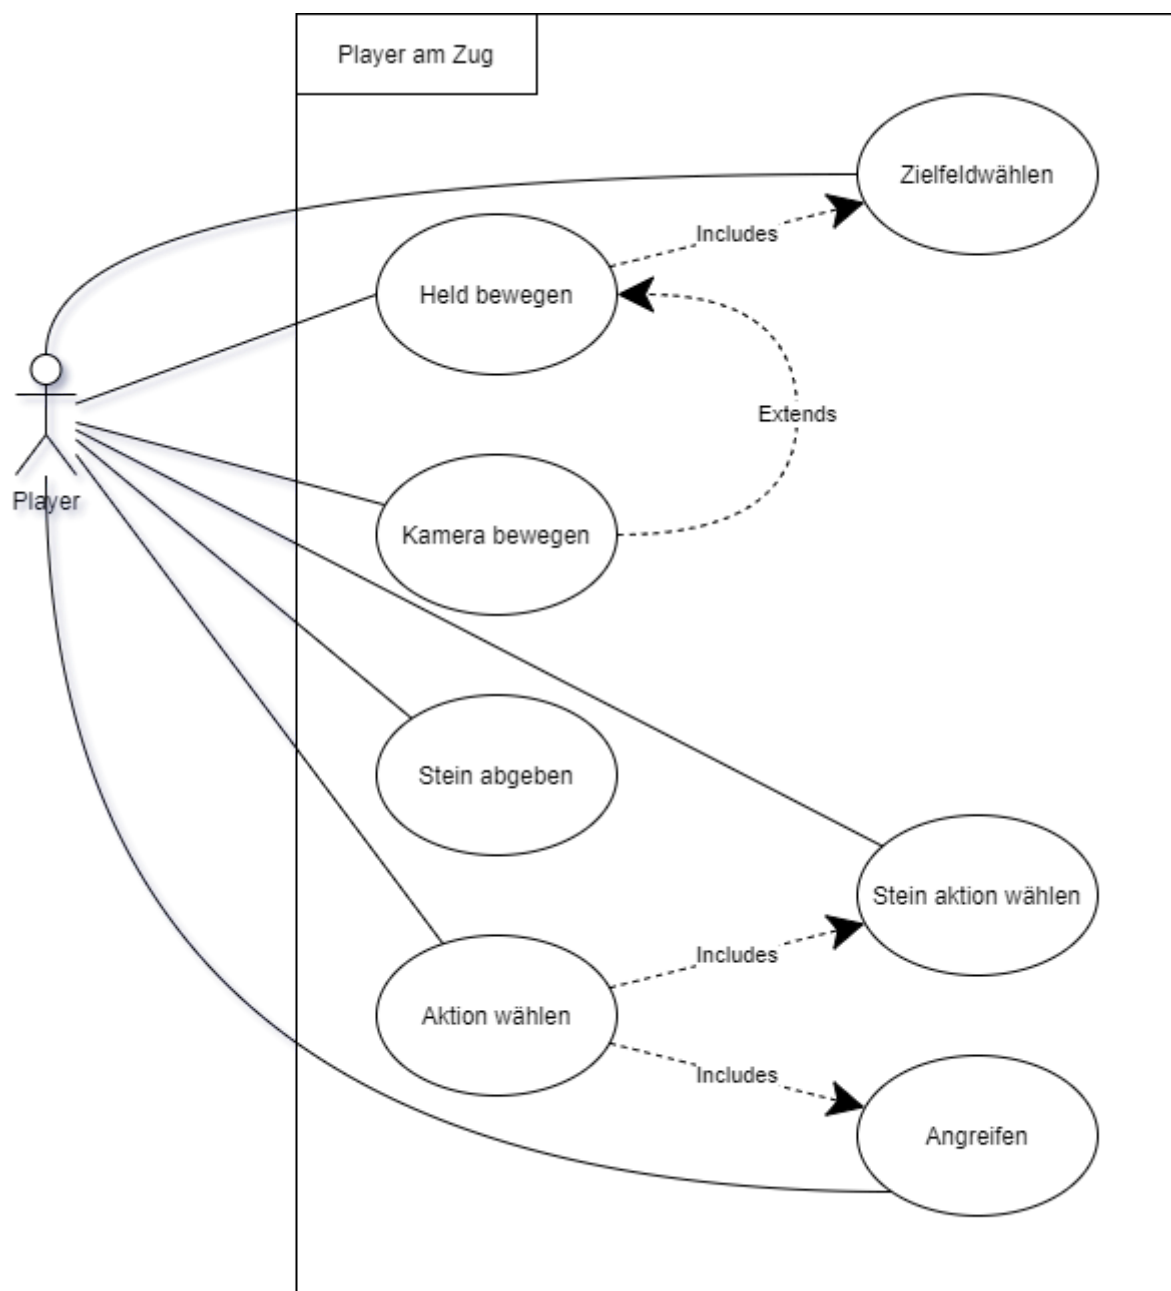 Player am Zug
Zielfeldwählen
Includes
Held bewegen
Extends
Player
Kamera bewegen
Stein abgeben
Stein aktion wählen
Includes
Aktion wählen
Includes
Angreifen